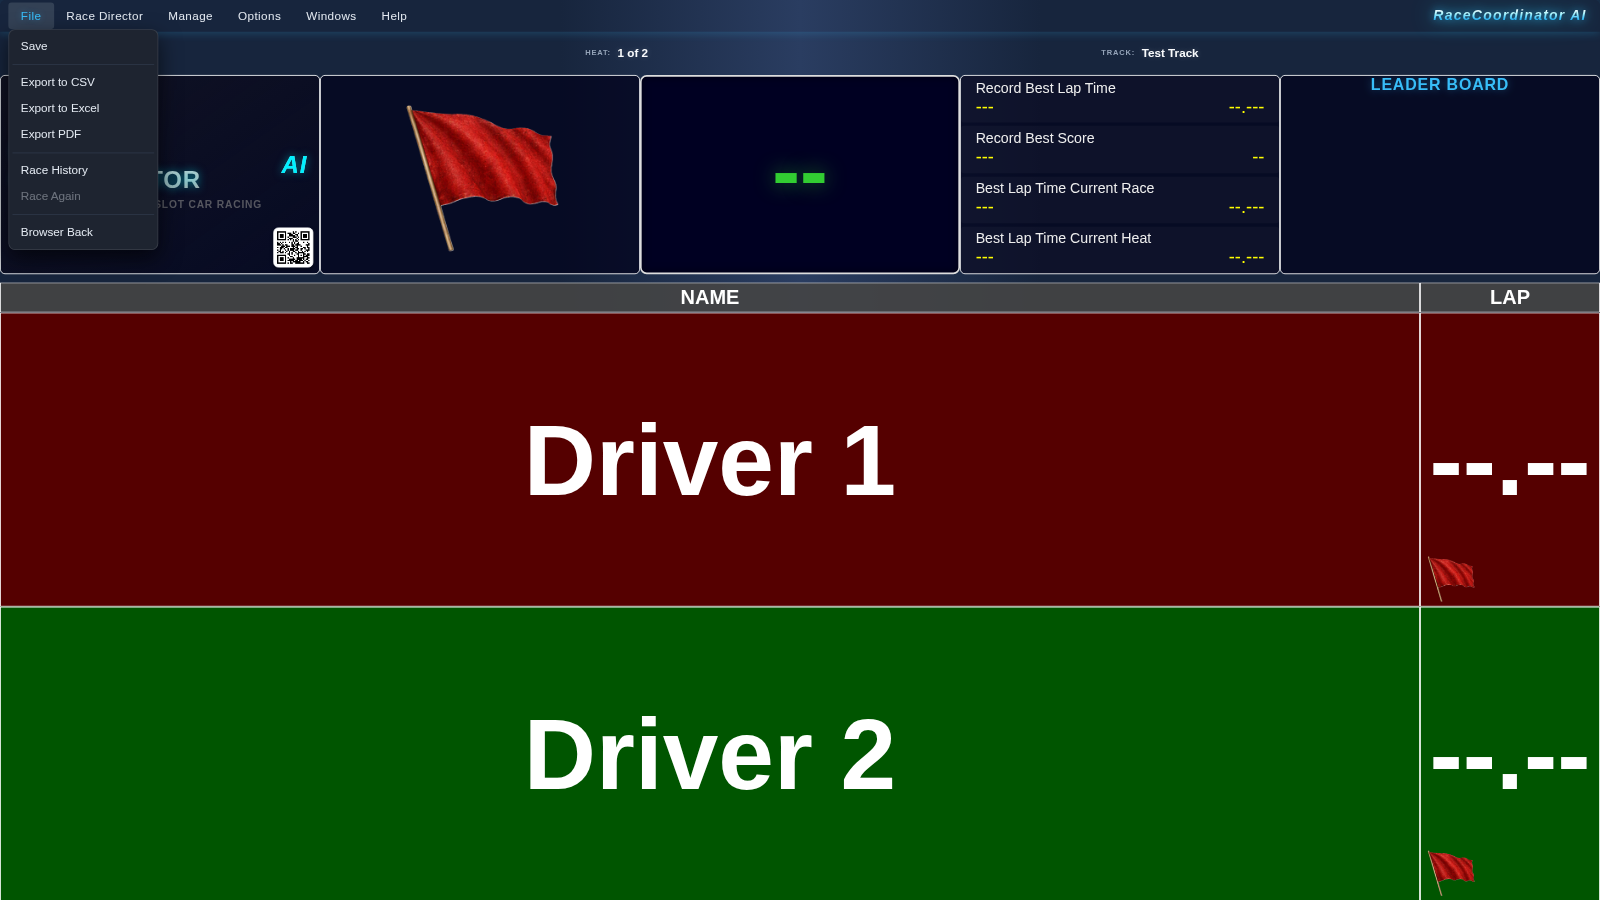 File Race Director Manage Options Windows Help
RaceCoordinator AI
Save
Export to CSV
Export to Excel
Export PDF
Race History
Race Again
Browser Back
HEAT: 1 of 2
TRACK: Test Track
AI
SLOT CAR RACING
--
Record Best Lap Time
--- --.---
Record Best Score
--- --
Best Lap Time Current Race
--- --.---
Best Lap Time Current Heat
--- --.---
LEADER BOARD
NAME LAP
Driver 1 --.--
Driver 2 --.--